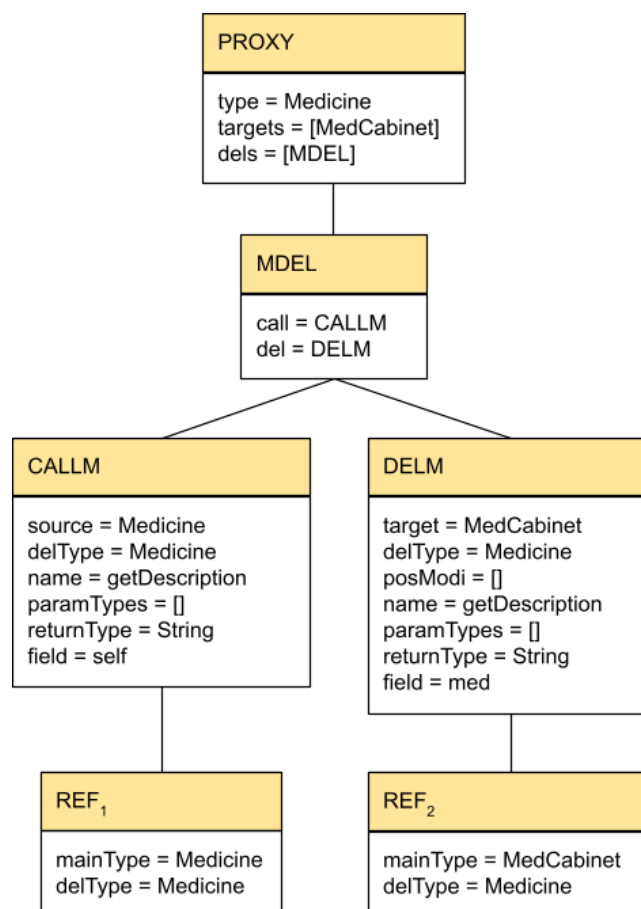 PROXY
type = Medicine
targets = [MedCabinet]
dels = [MDEL]
MDEL
call = CALLM
del = DELM
CALLM
source = Medicine
delType = Medicine
name = getDescription
paramTypes = []
returnType = String
field = self
DELM
target = MedCabinet
delType = Medicine
posModi = []
name = getDescription
paramTypes = []
returnType = String
field = med
REF₁
mainType = Medicine
delType = Medicine
REF₂
mainType = MedCabinet
delType = Medicine